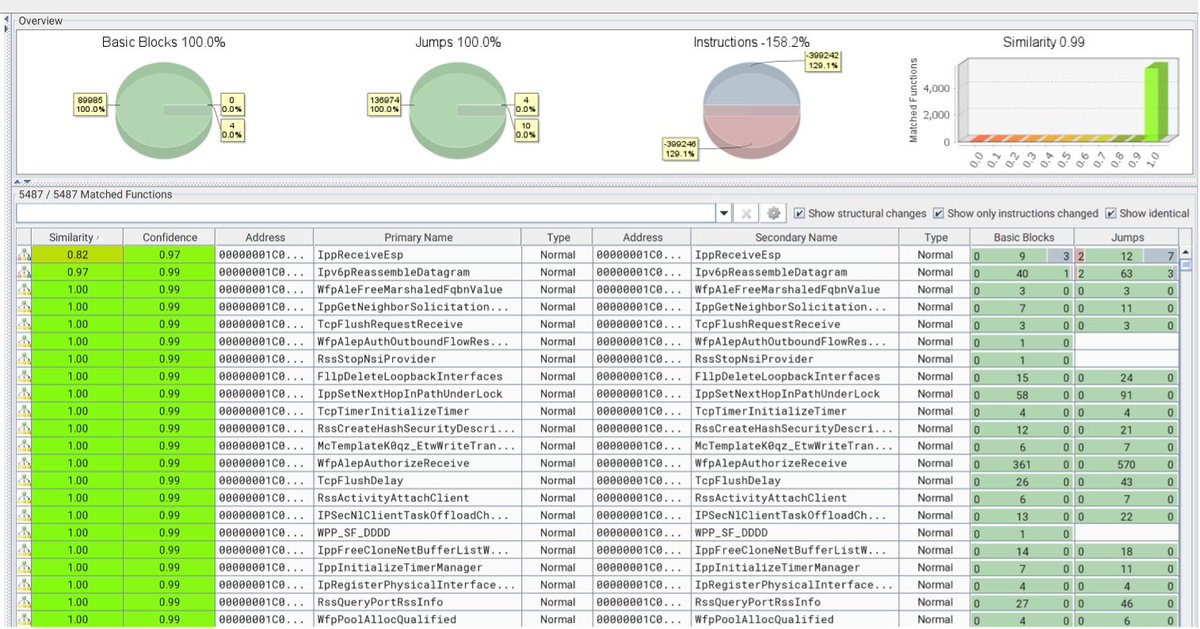 Overview
Basic Blocks 100.0%
Jumps 100.0%
Instructions -158.2%
Similarity 0.99
89985
100.0%
0
0.0%
4
0.0%
136974
100.0%
4
0.0%
10
0.0%
-399242
129.1%
-399246
129.1%
Matched Functions
4,000
2,000
0
0.0 0.1 0.2 0.3 0.4 0.5 0.6 0.7 0.8 0.9 1.0
5487 / 5487 Matched Functions
Show structural changes Show only instructions changed Show identical
Similarity Confidence Address Primary Name Type Address Secondary Name Type Basic Blocks Jumps
0.82 0.97 00000001C0... IppReceiveEsp Normal 00000001C0... IppReceiveEsp Normal 0 9 3 2 12 7
0.97 0.99 00000001C0... Ipv6pReassembleDatagram Normal 00000001C0... Ipv6pReassembleDatagram Normal 0 40 1 2 63 3
1.00 0.99 00000001C0... WfpAleFreeMarshaledFqbnValue Normal 00000001C0... WfpAleFreeMarshaledFqbnValue Normal 0 3 0 0 3 0
1.00 0.99 00000001C0... IppGetNeighborSolicitation... Normal 00000001C0... IppGetNeighborSolicitation... Normal 0 7 0 0 11 0
1.00 0.99 00000001C0... TcpFlushRequestReceive Normal 00000001C0... TcpFlushRequestReceive Normal 0 3 0 0 3 0
1.00 0.99 00000001C0... WfpAlepAuthOutboundFlowRes... Normal 00000001C0... WfpAlepAuthOutboundFlowRes... Normal 0 1 0
1.00 0.99 00000001C0... RssStopNsiProvider Normal 00000001C0... RssStopNsiProvider Normal 0 1 0
1.00 0.99 00000001C0... FllpDeleteLoopbackInterfaces Normal 00000001C0... FllpDeleteLoopbackInterfaces Normal 0 15 0 0 24 0
1.00 0.99 00000001C0... IppSetNextHopInPathUnderLock Normal 00000001C0... IppSetNextHopInPathUnderLock Normal 0 58 0 0 91 0
1.00 0.99 00000001C0... TcpTimerInitializeTimer Normal 00000001C0... TcpTimerInitializeTimer Normal 0 4 0 0 4 0
1.00 0.99 00000001C0... RssCreateHashSecurityDescri... Normal 00000001C0... RssCreateHashSecurityDescri... Normal 0 12 0 0 21 0
1.00 0.99 00000001C0... McTemplateK0qz_EtwWriteTran... Normal 00000001C0... McTemplateK0qz_EtwWriteTran... Normal 0 6 0 0 7 0
1.00 0.99 00000001C0... WfpAlepAuthorizeReceive Normal 00000001C0... WfpAlepAuthorizeReceive Normal 0 361 0 0 570 0
1.00 0.99 00000001C0... TcpFlushDelay Normal 00000001C0... TcpFlushDelay Normal 0 26 0 0 43 0
1.00 0.99 00000001C0... RssActivityAttachClient Normal 00000001C0... RssActivityAttachClient Normal 0 6 0 0 7 0
1.00 0.99 00000001C0... IPSecNlClientTaskOffloadCh... Normal 00000001C0... IPSecNlClientTaskOffloadCh... Normal 0 13 0 0 22 0
1.00 0.99 00000001C0... WPP_SF_DDDD Normal 00000001C0... WPP_SF_DDDD Normal 0 1 0
1.00 0.99 00000001C0... IppFreeCloneNetBufferListW... Normal 00000001C0... IppFreeCloneNetBufferListW... Normal 0 14 0 0 18 0
1.00 0.99 00000001C0... IppInitializeTimerManager Normal 00000001C0... IppInitializeTimerManager Normal 0 7 0 0 11 0
1.00 0.99 00000001C0... IpRegisterPhysicalInterface... Normal 00000001C0... IpRegisterPhysicalInterface... Normal 0 4 0 0 4 0
1.00 0.99 00000001C0... RssQueryPortRssInfo Normal 00000001C0... RssQueryPortRssInfo Normal 0 27 0 0 46 0
1.00 0.99 00000001C0... WfpPoolAllocQualified Normal 00000001C0... WfpPoolAllocQualified Normal 0 4 0 0 6 0